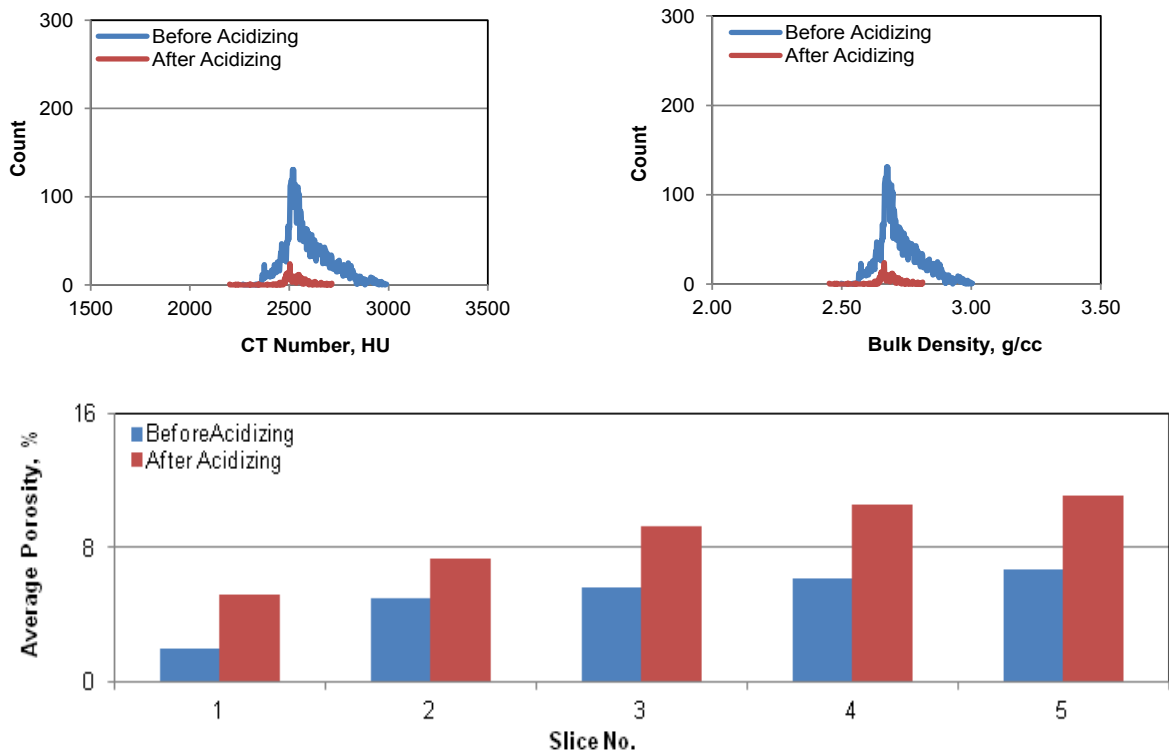 300
200
100
0
Count
Before Acidizing
After Acidizing
1500 2000 2500 3000 3500
CT Number, HU
300
200
100
0
Count
Before Acidizing
After Acidizing
2.00 2.50 3.00 3.50
Bulk Density, g/cc
16
8
0
Average Porosity, %
BeforeAcidizing
After Acidizing
1 2 3 4 5
Slice No.